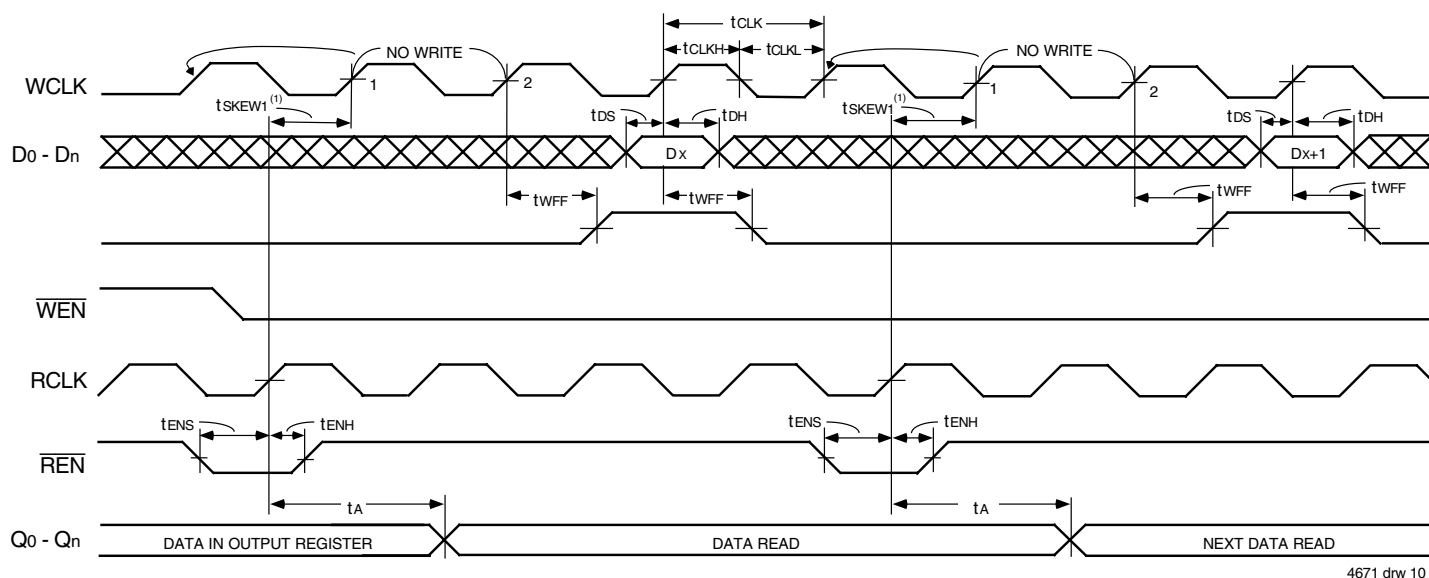 tCLK
NO WRITE tCLKH tCLKL NO WRITE
WCLK 1 2 1 2
tSKEW1(1) tDS tDH tSKEW1(1) tDS tDH
D0 - Dn DX DX+1
tWFF tWFF tWFF tWFF
WEN
RCLK
tENS tENH tENS tENH
REN
tA tA
Q0 - Qn DATA IN OUTPUT REGISTER DATA READ NEXT DATA READ
4671 drw 10